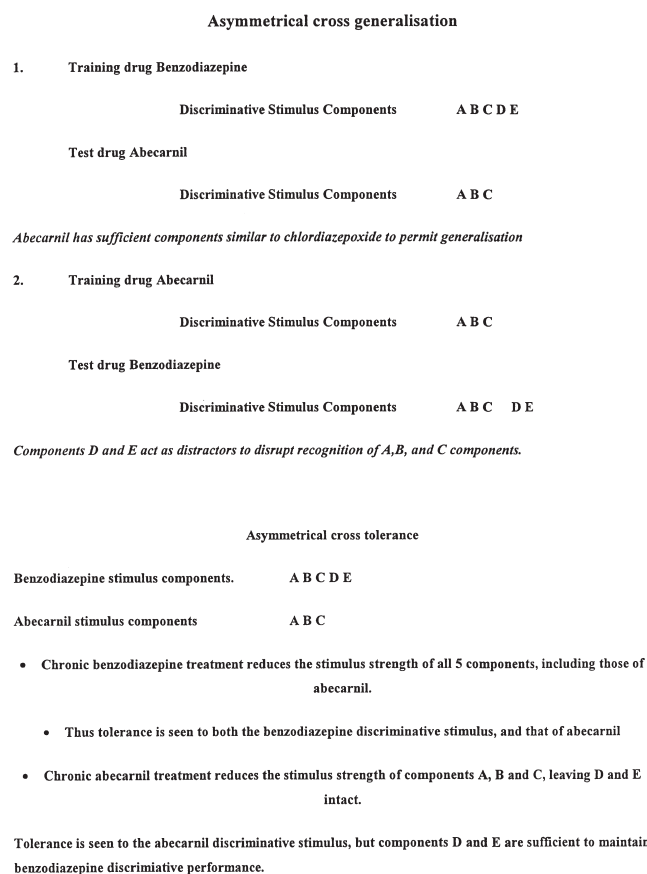 Asymmetrical cross generalisation
1. Training drug Benzodiazepine
Discriminative Stimulus Components A B C D E
Test drug Abecarnil
Discriminative Stimulus Components A B C
Abecarnil has sufficient components similar to chlordiazepoxide to permit generalisation
2. Training drug Abecarnil
Discriminative Stimulus Components A B C
Test drug Benzodiazepine
Discriminative Stimulus Components A B C D E
Components D and E act as distractors to disrupt recognition of A,B, and C components.
Asymmetrical cross tolerance
Benzodiazepine stimulus components. A B C D E
Abecarnil stimulus components A B C
• Chronic benzodiazepine treatment reduces the stimulus strength of all 5 components, including those of
abecarnil.
• Thus tolerance is seen to both the benzodiazepine discriminative stimulus, and that of abecarnil
• Chronic abecarnil treatment reduces the stimulus strength of components A, B and C, leaving D and E
intact.
Tolerance is seen to the abecarnil discriminative stimulus, but components D and E are sufficient to maintain
benzodiazepine discrimiative performance.